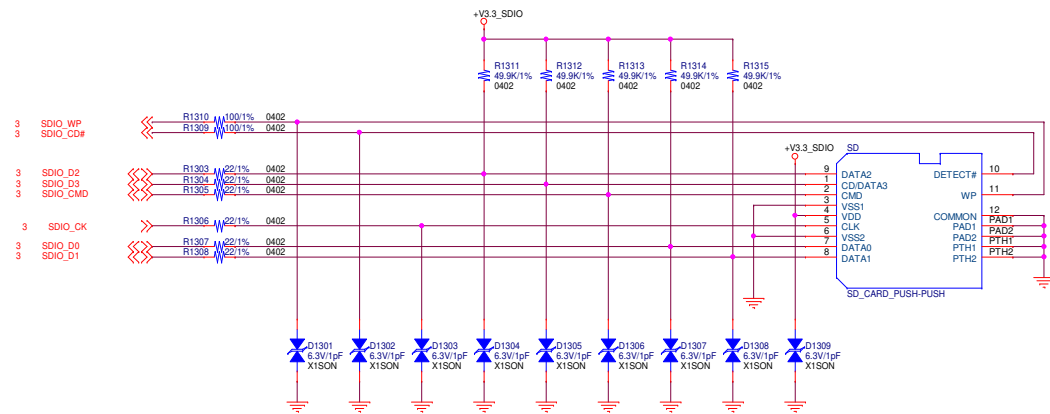 +V3.3_SDIO
R1311 R1312 R1313 R1314 R1315
49.9K/1% 49.9K/1% 49.9K/1% 49.9K/1% 49.9K/1%
0402 0402 0402 0402 0402
3 SDIO_WP R1310 100/1% 0402
3 SDIO_CD# R1309 100/1% 0402
+V3.3_SDIO SD
3 SDIO_D2 R1303 22/1% 0402 9 DATA2 DETECT# 10
3 SDIO_D3 R1304 22/1% 0402 1 CD/DATA3
3 SDIO_CMD R1305 22/1% 0402 2 CMD WP 11
3 VSS1
4 VDD COMMON 12
3 SDIO_CK R1306 22/1% 0402 5 CLK PAD1 PAD1
6 VSS2 PAD2 PAD2
3 SDIO_D0 R1307 22/1% 0402 7 DATA0 PTH1 PTH1
3 SDIO_D1 R1308 22/1% 0402 8 DATA1 PTH2 PTH2
SD_CARD_PUSH-PUSH
D1301 D1302 D1303 D1304 D1305 D1306 D1307 D1308 D1309
6.3V/1pF 6.3V/1pF 6.3V/1pF 6.3V/1pF 6.3V/1pF 6.3V/1pF 6.3V/1pF 6.3V/1pF 6.3V/1pF
X1SON X1SON X1SON X1SON X1SON X1SON X1SON X1SON X1SON